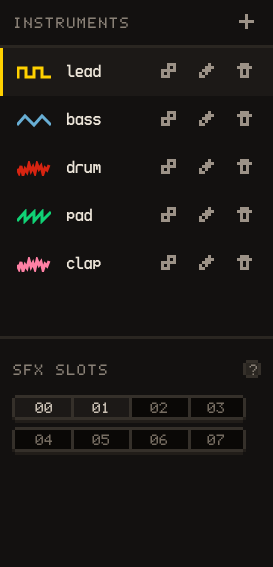 INSTRUMENTS
lead
bass
drum
pad
clap
SFX SLOTS ?
00 01 02 03
04 05 06 07